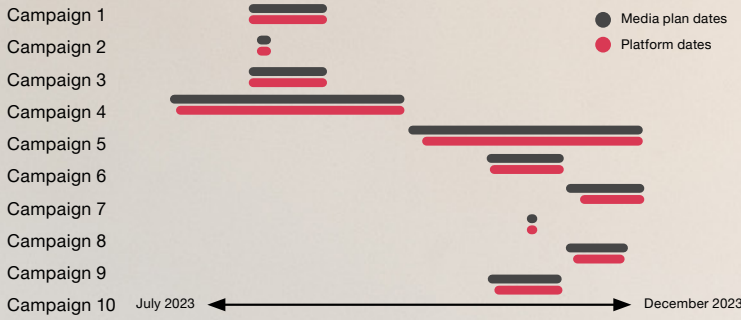 Campaign 1
Media plan dates
Campaign 2
Platform dates
Campaign 3
Campaign 4
Campaign 5
Campaign 6
Campaign 7
Campaign 8
Campaign 9
Campaign 10
July 2023
December 2023